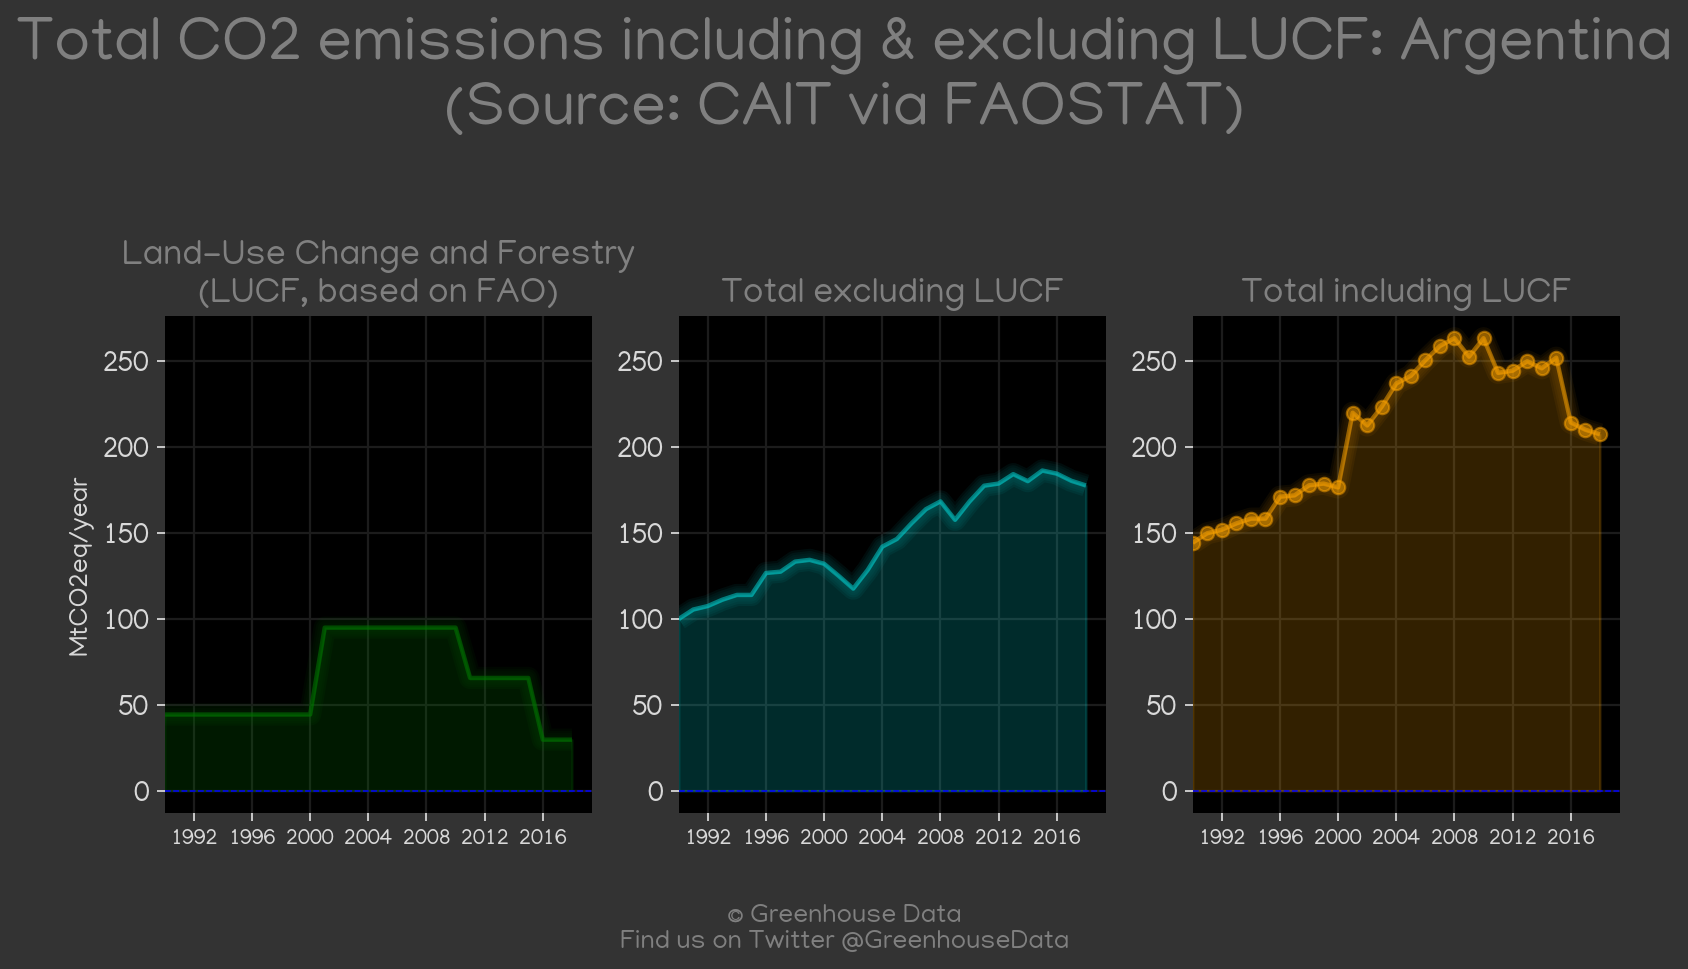 Total CO2 emissions including & excluding LUCF: Argentina
(Source: CAIT via FAOSTAT)
Land-Use Change and Forestry
(LUCF, based on FAO)
MtCO2eq/year
250
200
150
100
50
0
1992 1996 2000 2004 2008 2012 2016
Total excluding LUCF
250
200
150
100
50
0
1992 1996 2000 2004 2008 2012 2016
Total including LUCF
250
200
150
100
50
0
1992 1996 2000 2004 2008 2012 2016
© Greenhouse Data
Find us on Twitter @GreenhouseData